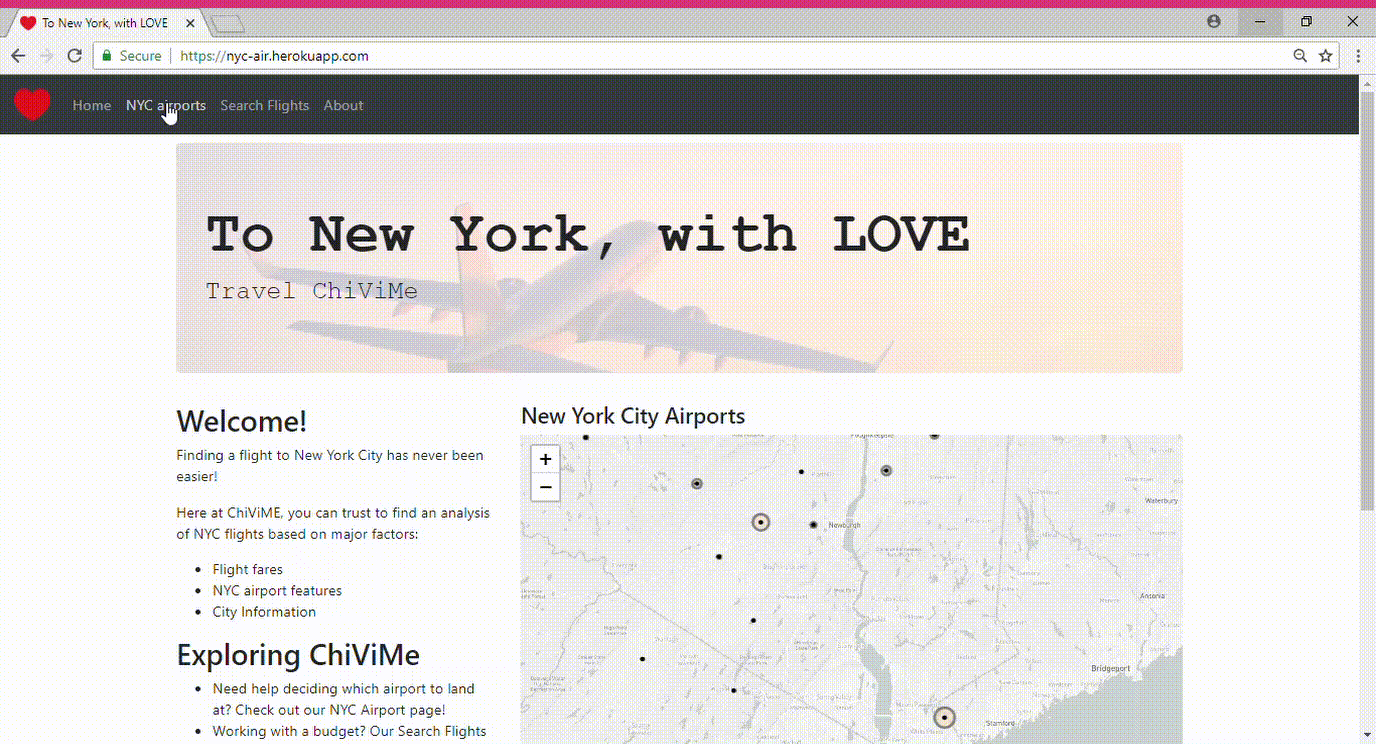 To New York, with LOVE
Secure
https://nyc-air.herokuapp.com
Home NYC airports Search Flights About
To New York, with LOVE
Travel ChiViMe
Welcome!
Finding a flight to New York City has never been
easier!
Here at ChiViME, you can trust to find an analysis
of NYC flights based on major factors:
Flight fares
NYC airport features
City Information
Exploring ChiViMe
Need help deciding which airport to land
at? Check out our NYC Airport page!
Working with a budget? Our Search Flights
New York City Airports
+
−
Poughkeepsie
Waterbury
Newburgh
Ansonia
Bridgeport
Stamford